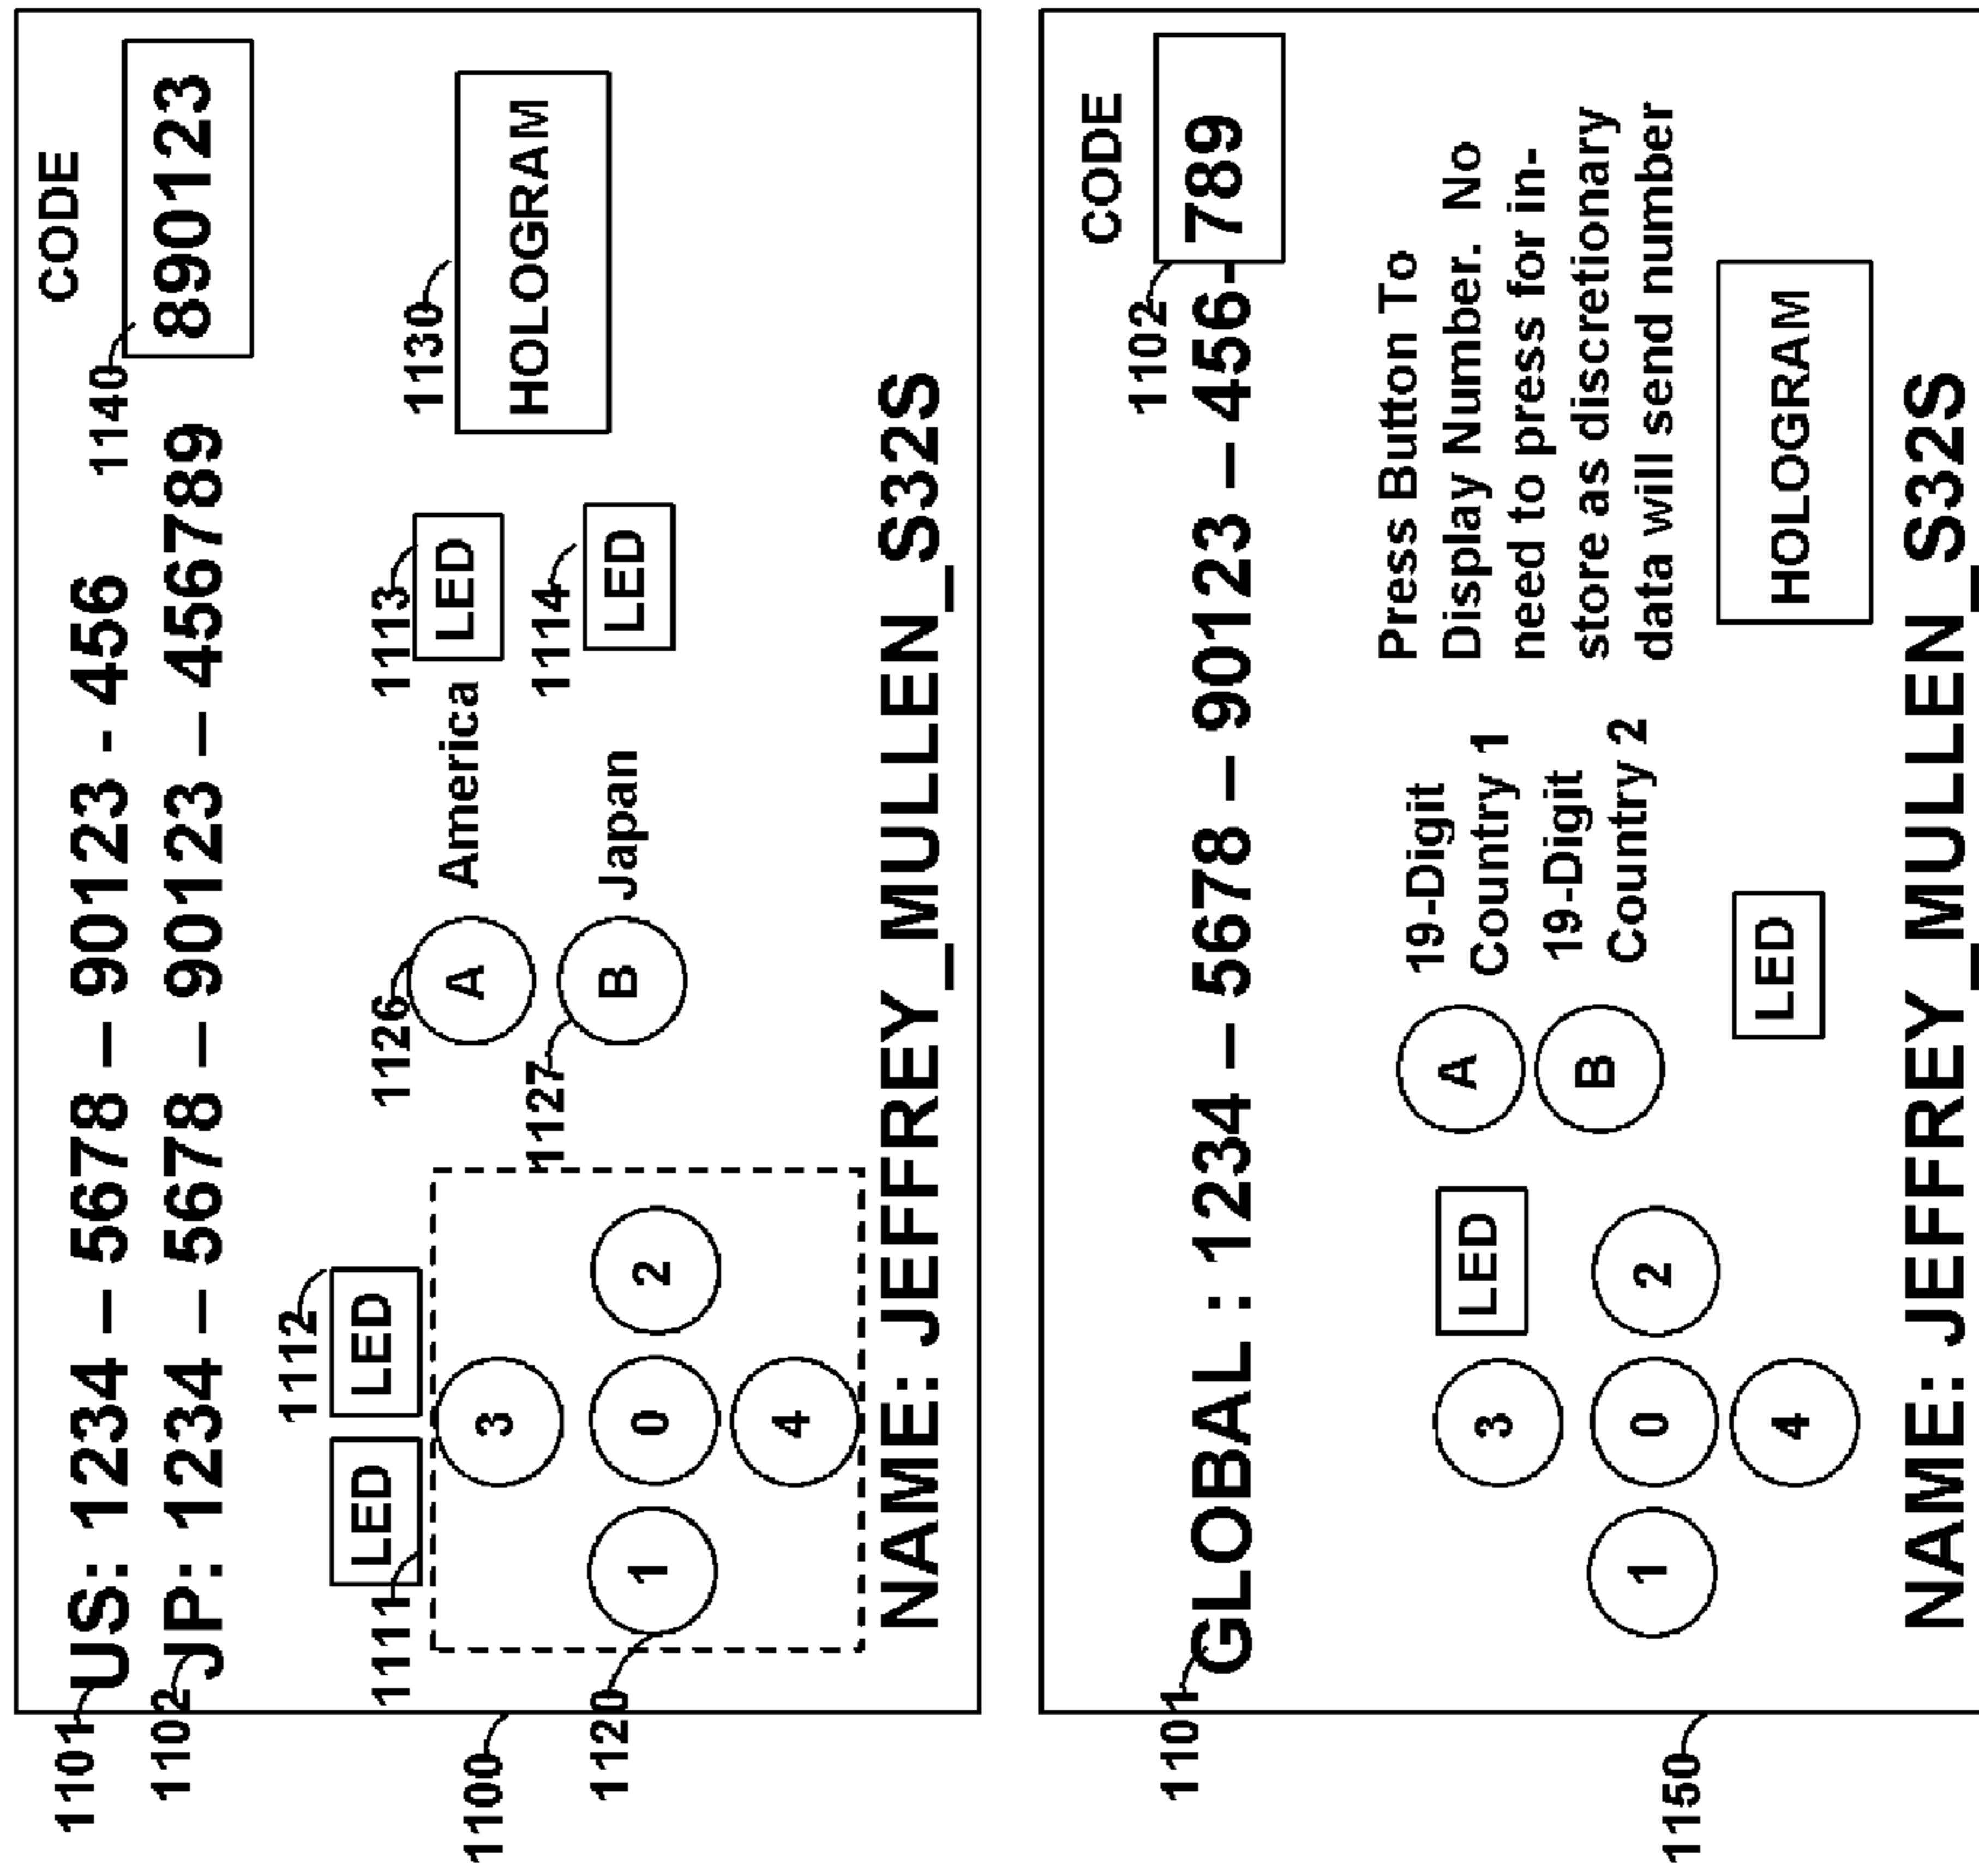 CODE
1101 US: 1234 – 5678 – 90123 - 456 1140 890123
1102 JP: 1234 – 5678 – 90123 – 456789
1112
LED LED
1111
1126 A America 1113 LED
1130 HOLOGRAM
1127 B Japan 1114 LED
1100
3
1 0 2
4
1120
NAME: JEFFREY_MULLEN_S32S
CODE
1102
1101 GLOBAL : 1234 – 5678 – 90123 – 456- 789
LED
3
1 0 2
4
A 19-Digit
Country 1
B 19-Digit
Country 2
LED
Press Button To
Display Number. No
need to press for in-
store as discretionary
data will send number
HOLOGRAM
1150
NAME: JEFFREY_MULLEN_S32S